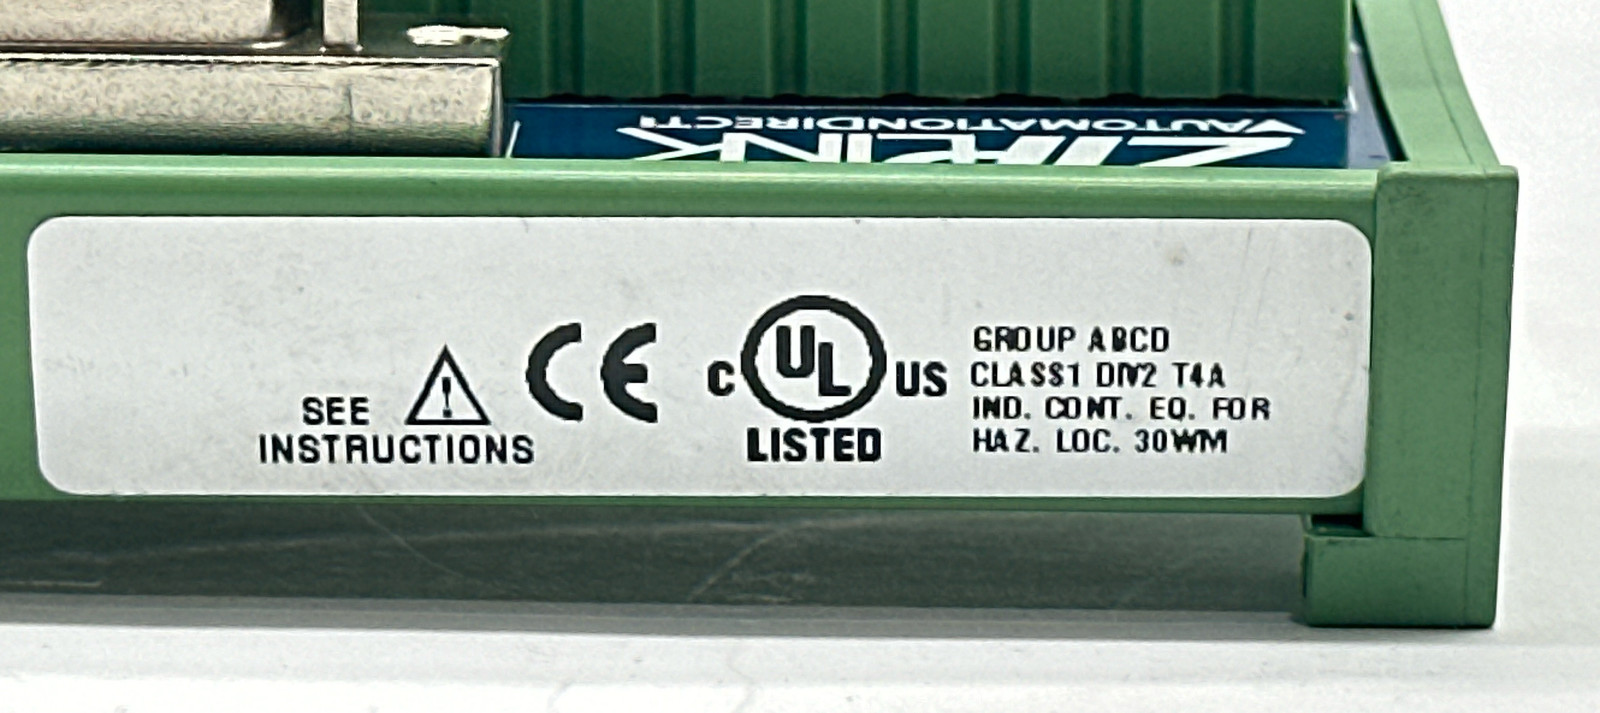 ZIPLINK
AUTOMATIONDIRECT
SEE
INSTRUCTIONS
CE
C UL US
LISTED
GROUP ABCD
CLASS1 DIV2 T4A
IND. CONT. EQ. FOR
HAZ. LOC. 30WM